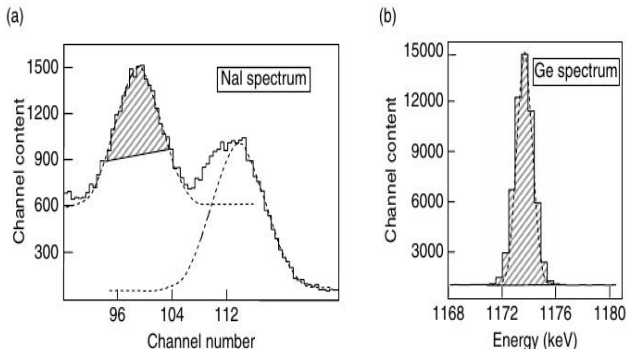 (a)
NaI spectrum
1500
1200
900
600
300
Channel content
96 104 112
Channel number
(b)
Ge spectrum
15000
12000
9000
6000
3000
Channel content
1168 1172 1176 1180
Energy (keV)